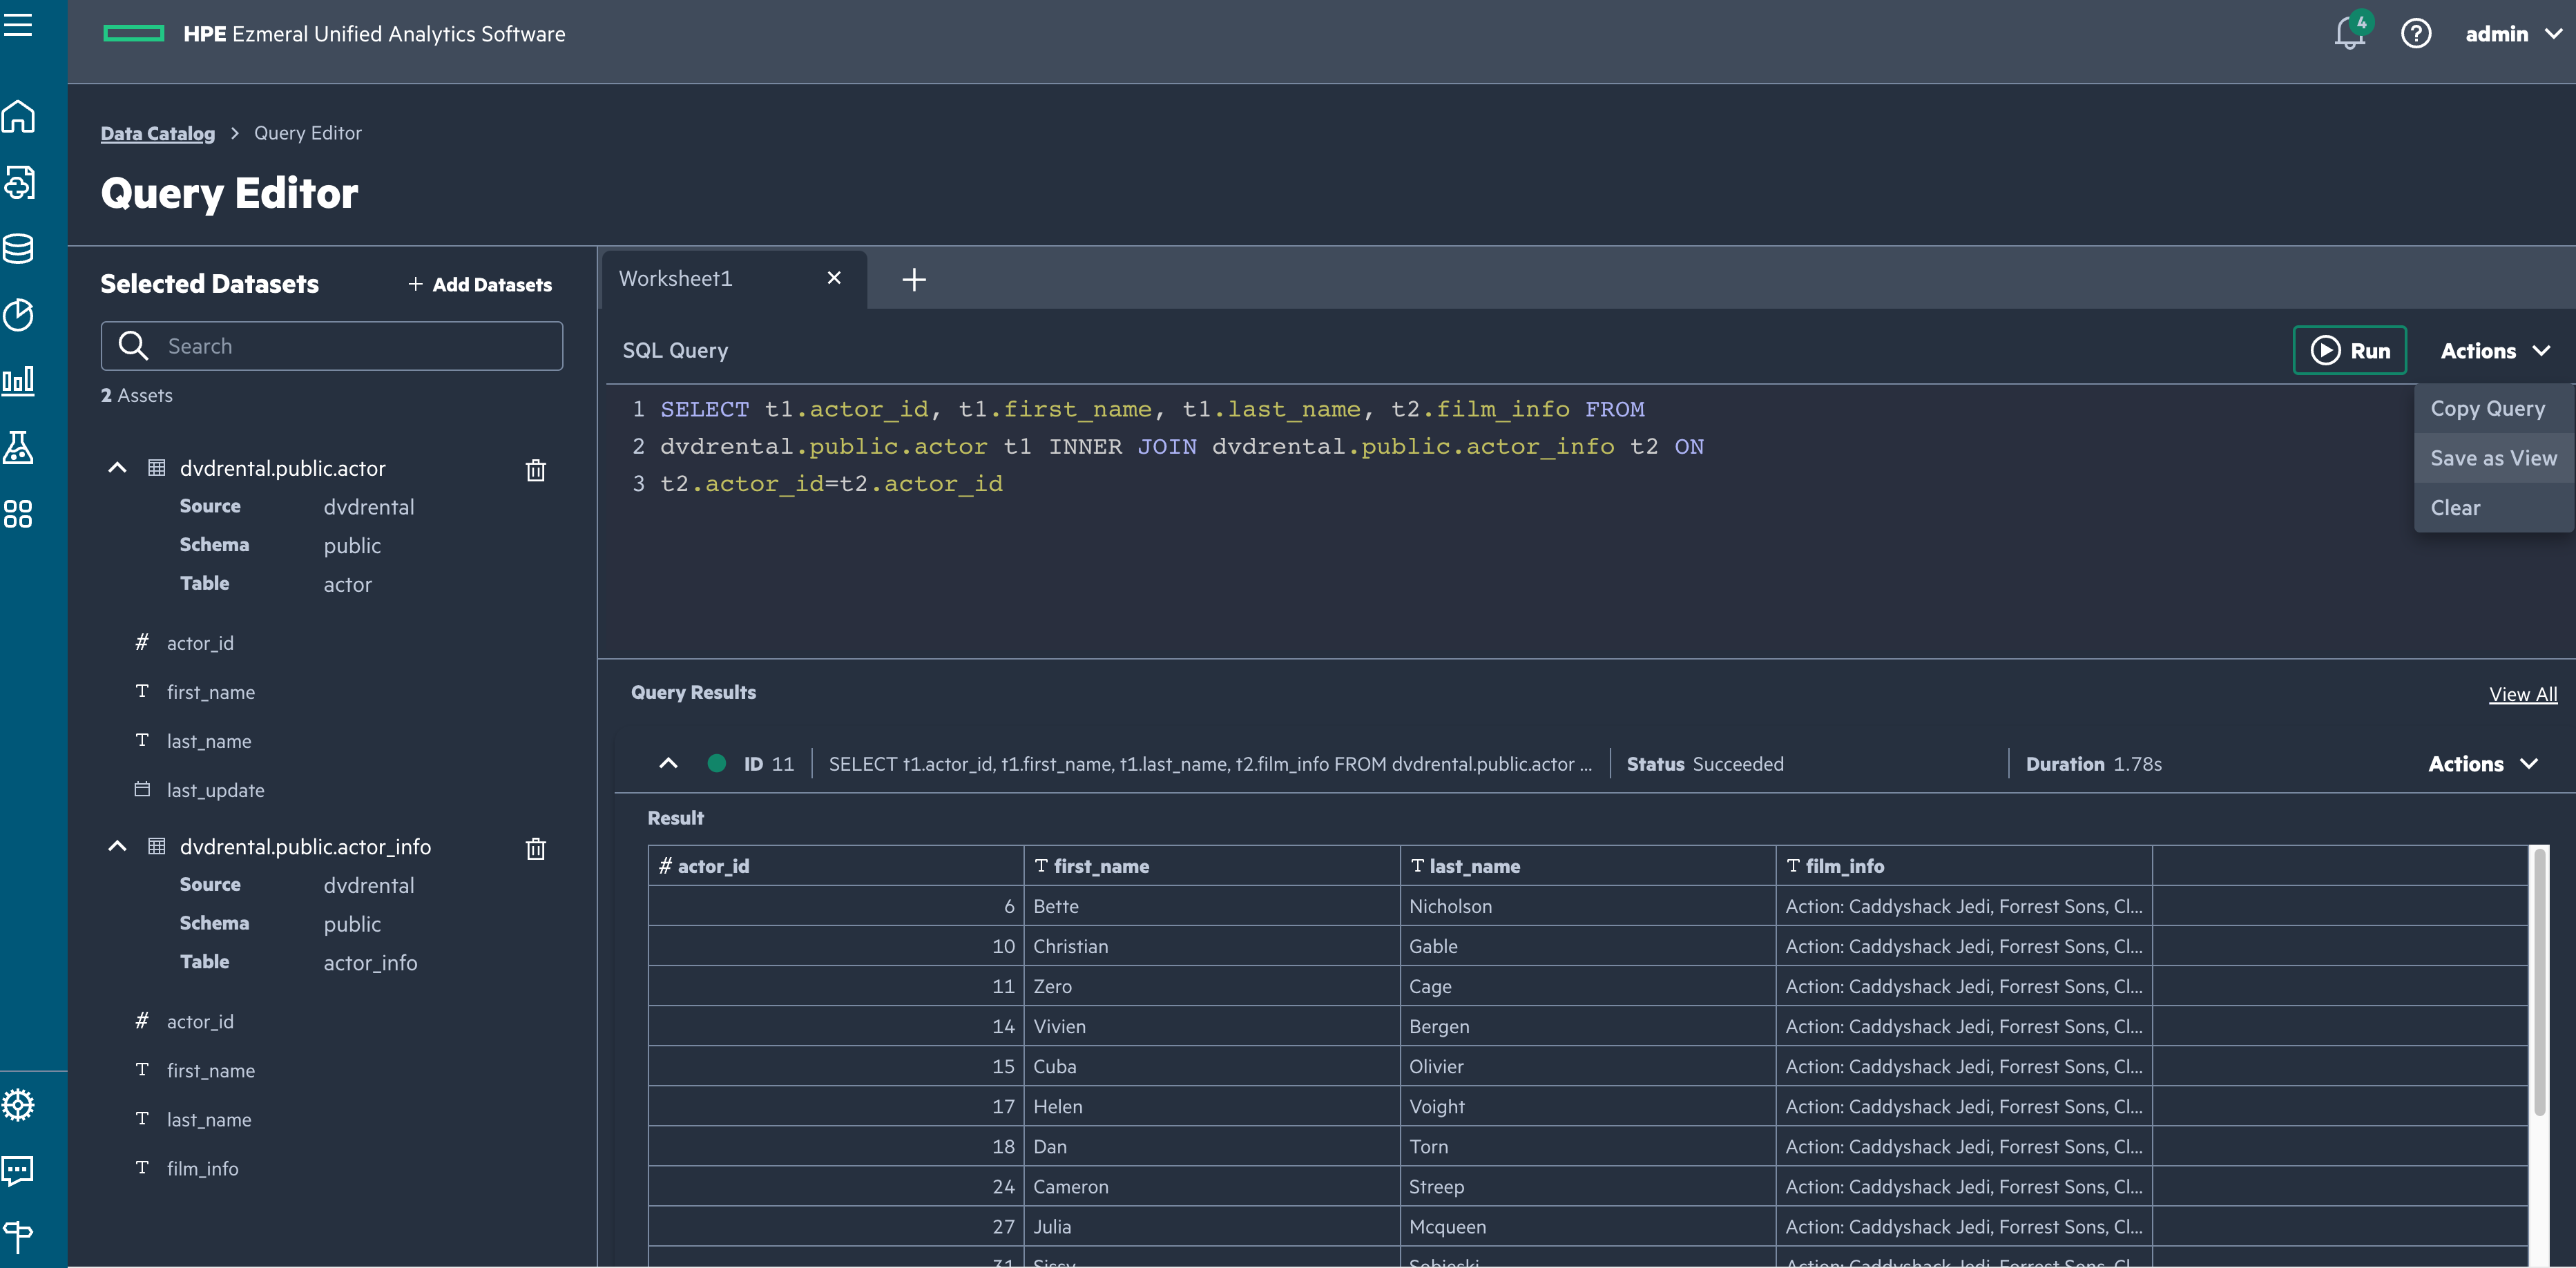 HPE Ezmeral Unified Analytics Software
4
?
admin
Data Catalog > Query Editor
Query Editor
Selected Datasets
+ Add Datasets
Search
2 Assets
dvdrental.public.actor
Source dvdrental
Schema public
Table actor
# actor_id
T first_name
T last_name
last_update
dvdrental.public.actor_info
Source dvdrental
Schema public
Table actor_info
# actor_id
T first_name
T last_name
T film_info
Worksheet1
SQL Query
Run
Actions
Copy Query
Save as View
Clear
1 SELECT t1.actor_id, t1.first_name, t1.last_name, t2.film_info FROM
2 dvdrental.public.actor t1 INNER JOIN dvdrental.public.actor_info t2 ON
3 t2.actor_id=t2.actor_id
Query Results
View All
ID 11 SELECT t1.actor_id, t1.first_name, t1.last_name, t2.film_info FROM dvdrental.public.actor ... Status Succeeded Duration 1.78s Actions
Result
# actor_id T first_name T last_name T film_info
6 Bette Nicholson Action: Caddyshack Jedi, Forrest Sons, Cl...
10 Christian Gable Action: Caddyshack Jedi, Forrest Sons, Cl...
11 Zero Cage Action: Caddyshack Jedi, Forrest Sons, Cl...
14 Vivien Bergen Action: Caddyshack Jedi, Forrest Sons, Cl...
15 Cuba Olivier Action: Caddyshack Jedi, Forrest Sons, Cl...
17 Helen Voight Action: Caddyshack Jedi, Forrest Sons, Cl...
18 Dan Torn Action: Caddyshack Jedi, Forrest Sons, Cl...
24 Cameron Streep Action: Caddyshack Jedi, Forrest Sons, Cl...
27 Julia Mcqueen Action: Caddyshack Jedi, Forrest Sons, Cl...
31 Sissy Sobieski Action: Caddyshack Jedi, Forrest Sons, Cl...